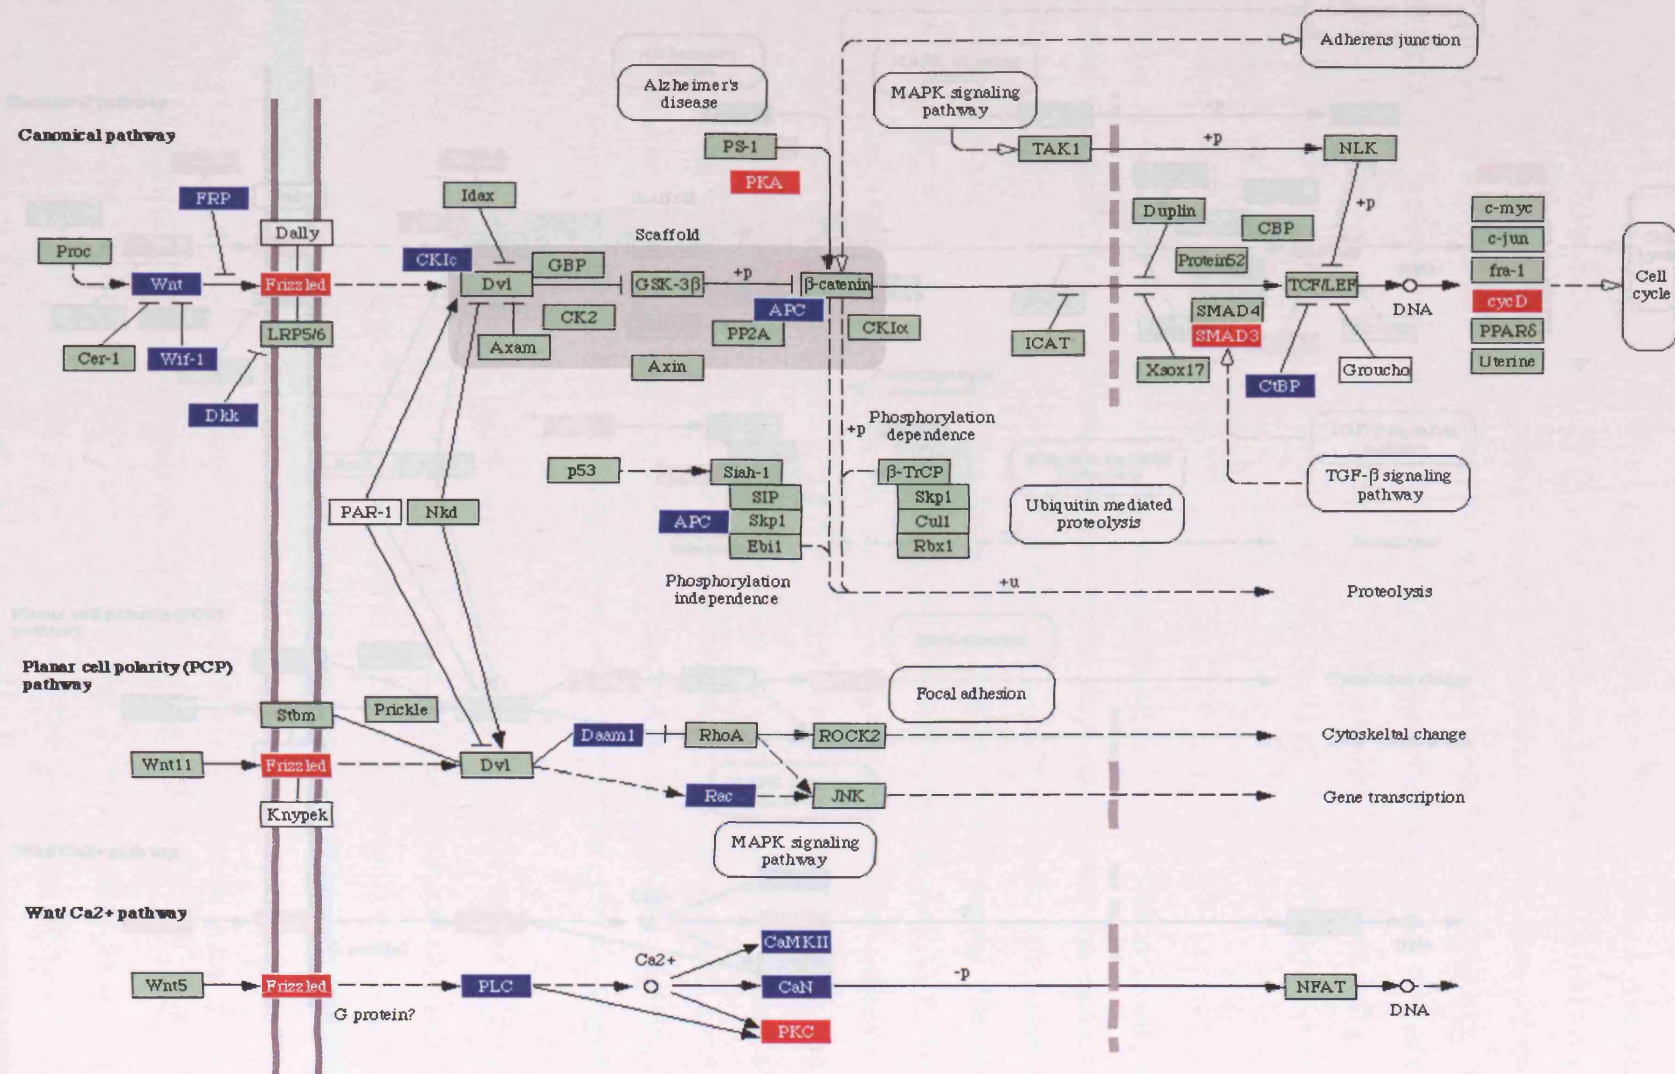 Adherens junction
Alzheimer's
disease
MAPK signaling
pathway
Canonical pathway
PS-1
TAK1
+p
NLK
PKA
FRP
Idax
+p
c-myc
Duplin
CBP
Dally
Scaffold
c-jun
Proc
CKIε
GBP
Protein52
fra-1
Wnt
Frizzled
Dvl
GSK-3β
+p
β-catenin
TCF/LEF
DNA
Cell
cycle
cycD
APC
CK2
SMAD4
LRP5/6
PP2A
CKIα
SMAD3
PPARδ
Cer-1
Wif-1
Axam
ICAT
Axin
Xsox17
Groucho
Uterine
CtBP
Dkk
+p
Phosphorylation
dependence
p53
Siah-1
β-TrCP
TGF-β signaling
pathway
SIP
Skp1
PAR-1
Nkd
APC
Skp1
Cul1
Ubiquitin mediated
proteolysis
Ebi1
Rbx1
Phosphorylation
independence
+u
Proteolysis
Planar cell polarity (PCP)
pathway
Focal adhesion
Stbm
Prickle
Daam1
RhoA
ROCK2
Cytoskeltal change
Wnt11
Frizzled
Dvl
Rac
JNK
Gene transcription
Knypek
MAPK signaling
pathway
Wnt/ Ca2+ pathway
CaMKII
Ca2+
Wnt5
Frizzled
PLC
CaN
-p
NFAT
DNA
G protein?
PKC